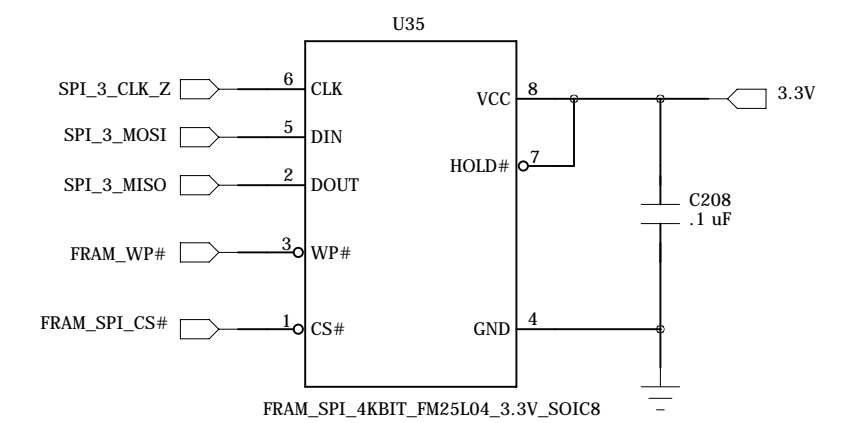 U35
SPI_3_CLK_Z 6 CLK
VCC 8 3.3V
SPI_3_MOSI 5 DIN
HOLD# 7
SPI_3_MISO 2 DOUT
C208
.1 uF
FRAM_WP# 3 WP#
FRAM_SPI_CS# 1 CS#
GND 4
FRAM_SPI_4KBIT_FM25L04_3.3V_SOIC8